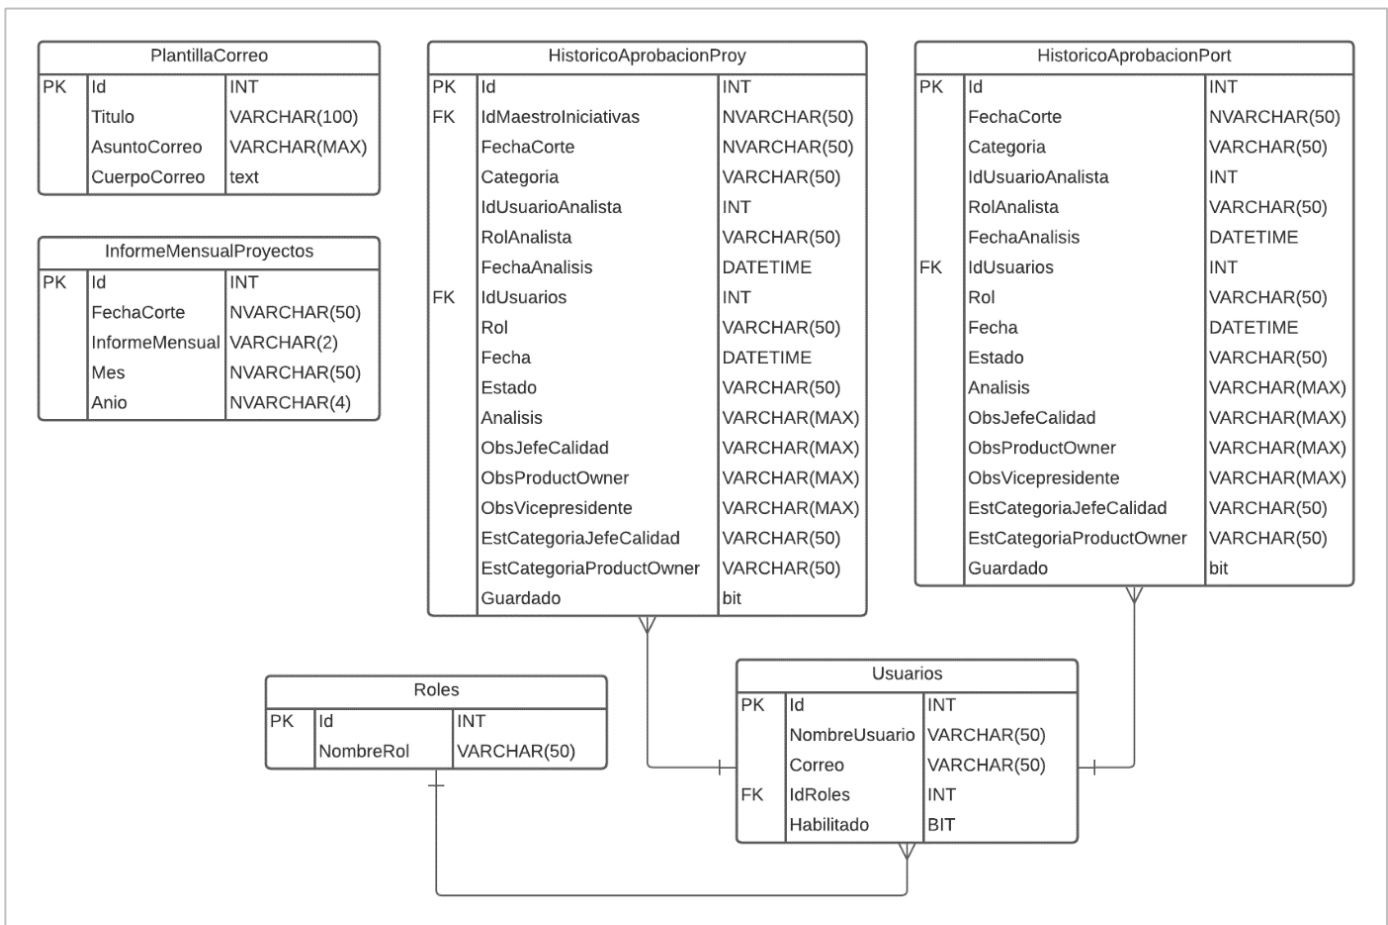 PlantillaCorreo
PK Id INT
Titulo VARCHAR(100)
AsuntoCorreo VARCHAR(MAX)
CuerpoCorreo text
InformeMensualProyectos
PK Id INT
FechaCorte NVARCHAR(50)
InformeMensual VARCHAR(2)
Mes NVARCHAR(50)
Anio NVARCHAR(4)
HistoricoAprobacionProy
PK Id INT
FK IdMaestroIniciativas NVARCHAR(50)
FechaCorte NVARCHAR(50)
Categoria VARCHAR(50)
IdUsuarioAnalista INT
RolAnalista VARCHAR(50)
FechaAnalisis DATETIME
FK IdUsuarios INT
Rol VARCHAR(50)
Fecha DATETIME
Estado VARCHAR(50)
Analisis VARCHAR(MAX)
ObsJefeCalidad VARCHAR(MAX)
ObsProductOwner VARCHAR(MAX)
ObsVicepresidente VARCHAR(MAX)
EstCategoriaJefeCalidad VARCHAR(50)
EstCategoriaProductOwner VARCHAR(50)
Guardado bit
HistoricoAprobacionPort
PK Id INT
FechaCorte NVARCHAR(50)
Categoria VARCHAR(50)
IdUsuarioAnalista INT
RolAnalista VARCHAR(50)
FechaAnalisis DATETIME
FK IdUsuarios INT
Rol VARCHAR(50)
Fecha DATETIME
Estado VARCHAR(50)
Analisis VARCHAR(MAX)
ObsJefeCalidad VARCHAR(MAX)
ObsProductOwner VARCHAR(MAX)
ObsVicepresidente VARCHAR(MAX)
EstCategoriaJefeCalidad VARCHAR(50)
EstCategoriaProductOwner VARCHAR(50)
Guardado bit
Roles
PK Id INT
NombreRol VARCHAR(50)
Usuarios
PK Id INT
NombreUsuario VARCHAR(50)
Correo VARCHAR(50)
FK IdRoles INT
Habilitado BIT